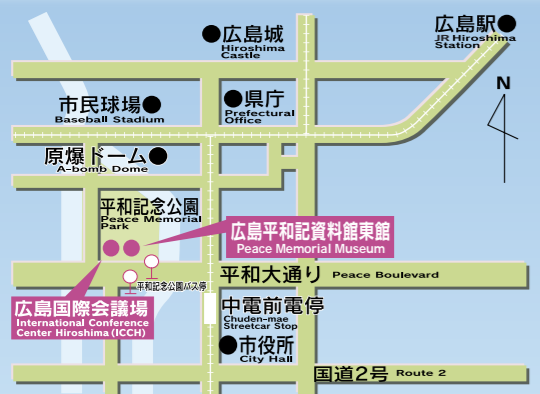 広島城
Hiroshima
Castle
広島駅
JR Hiroshima
Station
N
市民球場
Baseball Stadium
県庁
Prefectural
Office
原爆ドーム
A-bomb Dome
平和記念公園
Peace Memorial
Park
広島平和記資料館東館
Peace Memorial Museum
平和記念公園バス停
平和大通り Peace Boulevard
広島国際会議場
International Conference
Center Hiroshima (ICCH)
中電前電停
Chuden-mae
Streetcar Stop
市役所
City Hall
国道2号 Route 2